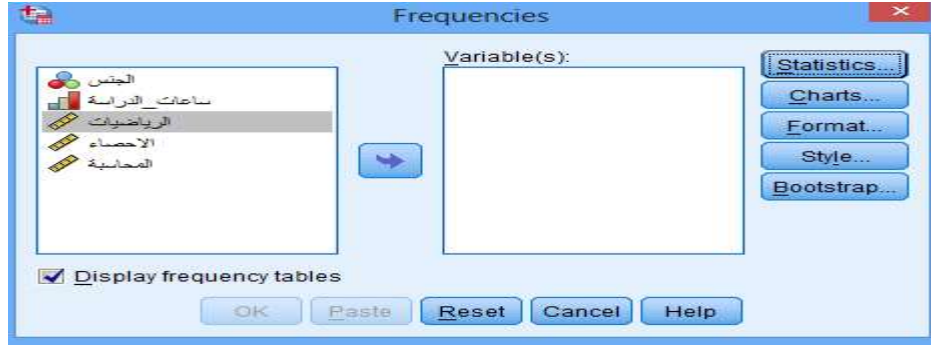 Frequencies
الجنس
ساعات_الدراسة
الرياضيات
الاحصاء
المحاسبة
Variable(s):
Statistics...
Charts...
Format...
Style...
Bootstrap...
Display frequency tables
OK
Paste
Reset
Cancel
Help